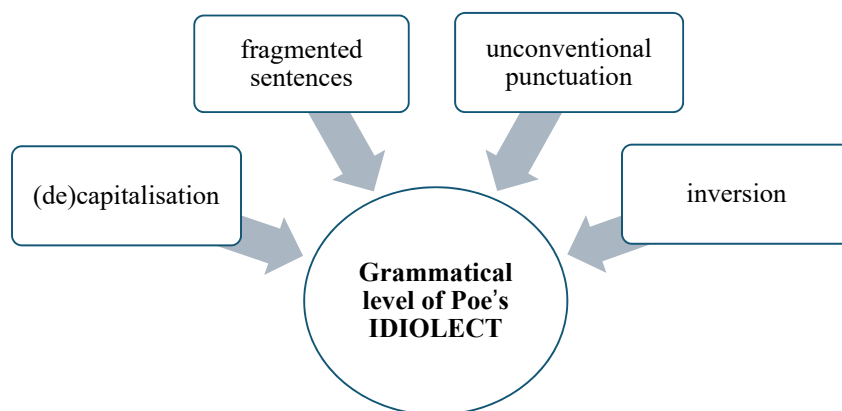 fragmented
sentences
unconventional
punctuation
(de)capitalisation
inversion
Grammatical
level of Poe’s
IDIOLECT